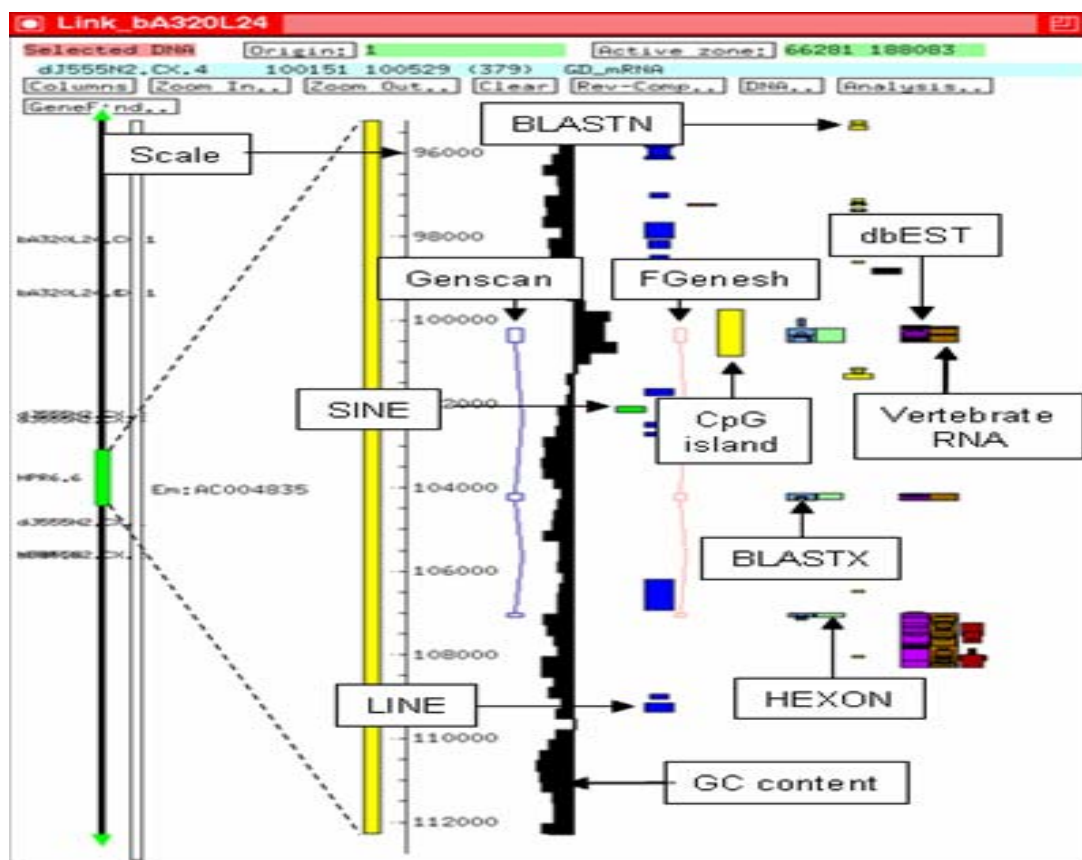 Link_bA320L24
Selected DNA Origin: 1 Active zone: 66281 188083
dJ555N2.CX.4 100151 100529 (379) GD_mRNA
Columns Zoom In.. Zoom Out.. Clear Rev-Comp.. DNA.. Analysis..
GeneFind..
BLASTN
Scale
96000
dbEST
98000
Genscan
FGenesh
100000
SINE
2000
CpG
island
Vertebrate
RNA
Em:AC004835
104000
BLASTX
106000
108000
HEXON
LINE
110000
GC content
112000